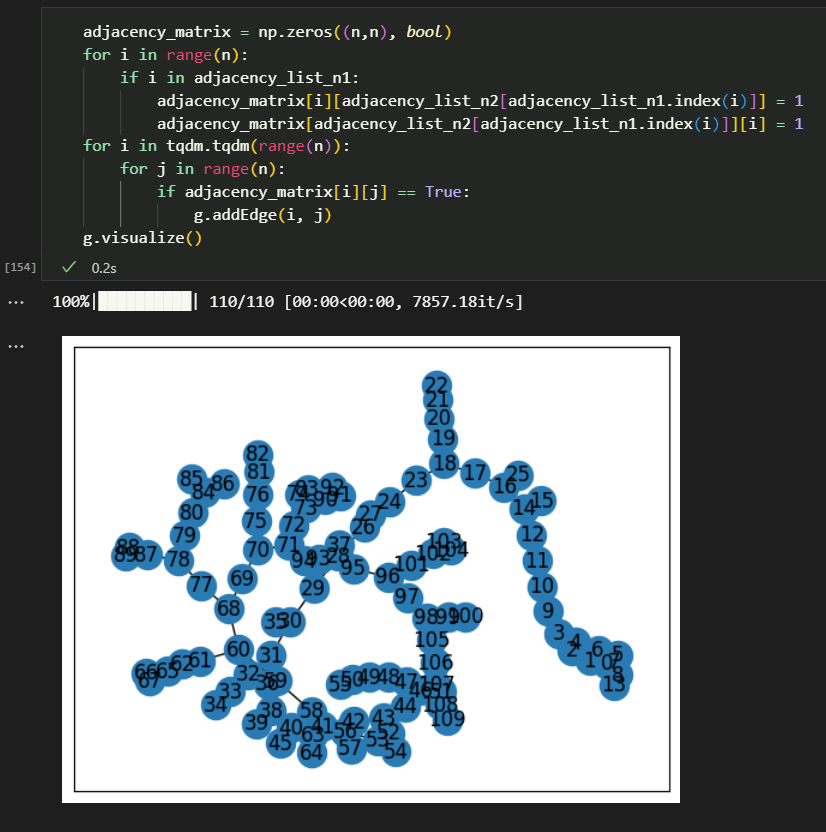 adjacency_matrix = np.zeros((n,n), bool)
for i in range(n):
    if i in adjacency_list_n1:
        adjacency_matrix[i][adjacency_list_n2[adjacency_list_n1.index(i)]] = 1
        adjacency_matrix[adjacency_list_n2[adjacency_list_n1.index(i)]][i] = 1
for i in tqdm.tqdm(range(n)):
    for j in range(n):
        if adjacency_matrix[i][j] == True:
            g.addEdge(i, j)
g.visualize()
[154] 0.2s
... 100%| | 110/110 [00:00<00:00, 7857.18it/s]
...
22
21
20
19
82 18
81 17 25
85 86 23 16
84 76 74 93 92 90 91 24 14 15
80 75 73 27
79 72 26 12
88 89 87 78 70 71 94 37 28 103 104 11
95 101 102
77 69 29 96 10
68 97 9
35 30 98 99 100 3 4
60 31 105 2 6 5
62 61 106 1 0
66 65 32 59 8
67 33 36 55 50 49 48 47 107 13
34 46 51
38 58 44 108
39 40 41 42 43 109
45 63 56 52
64 57 53 54